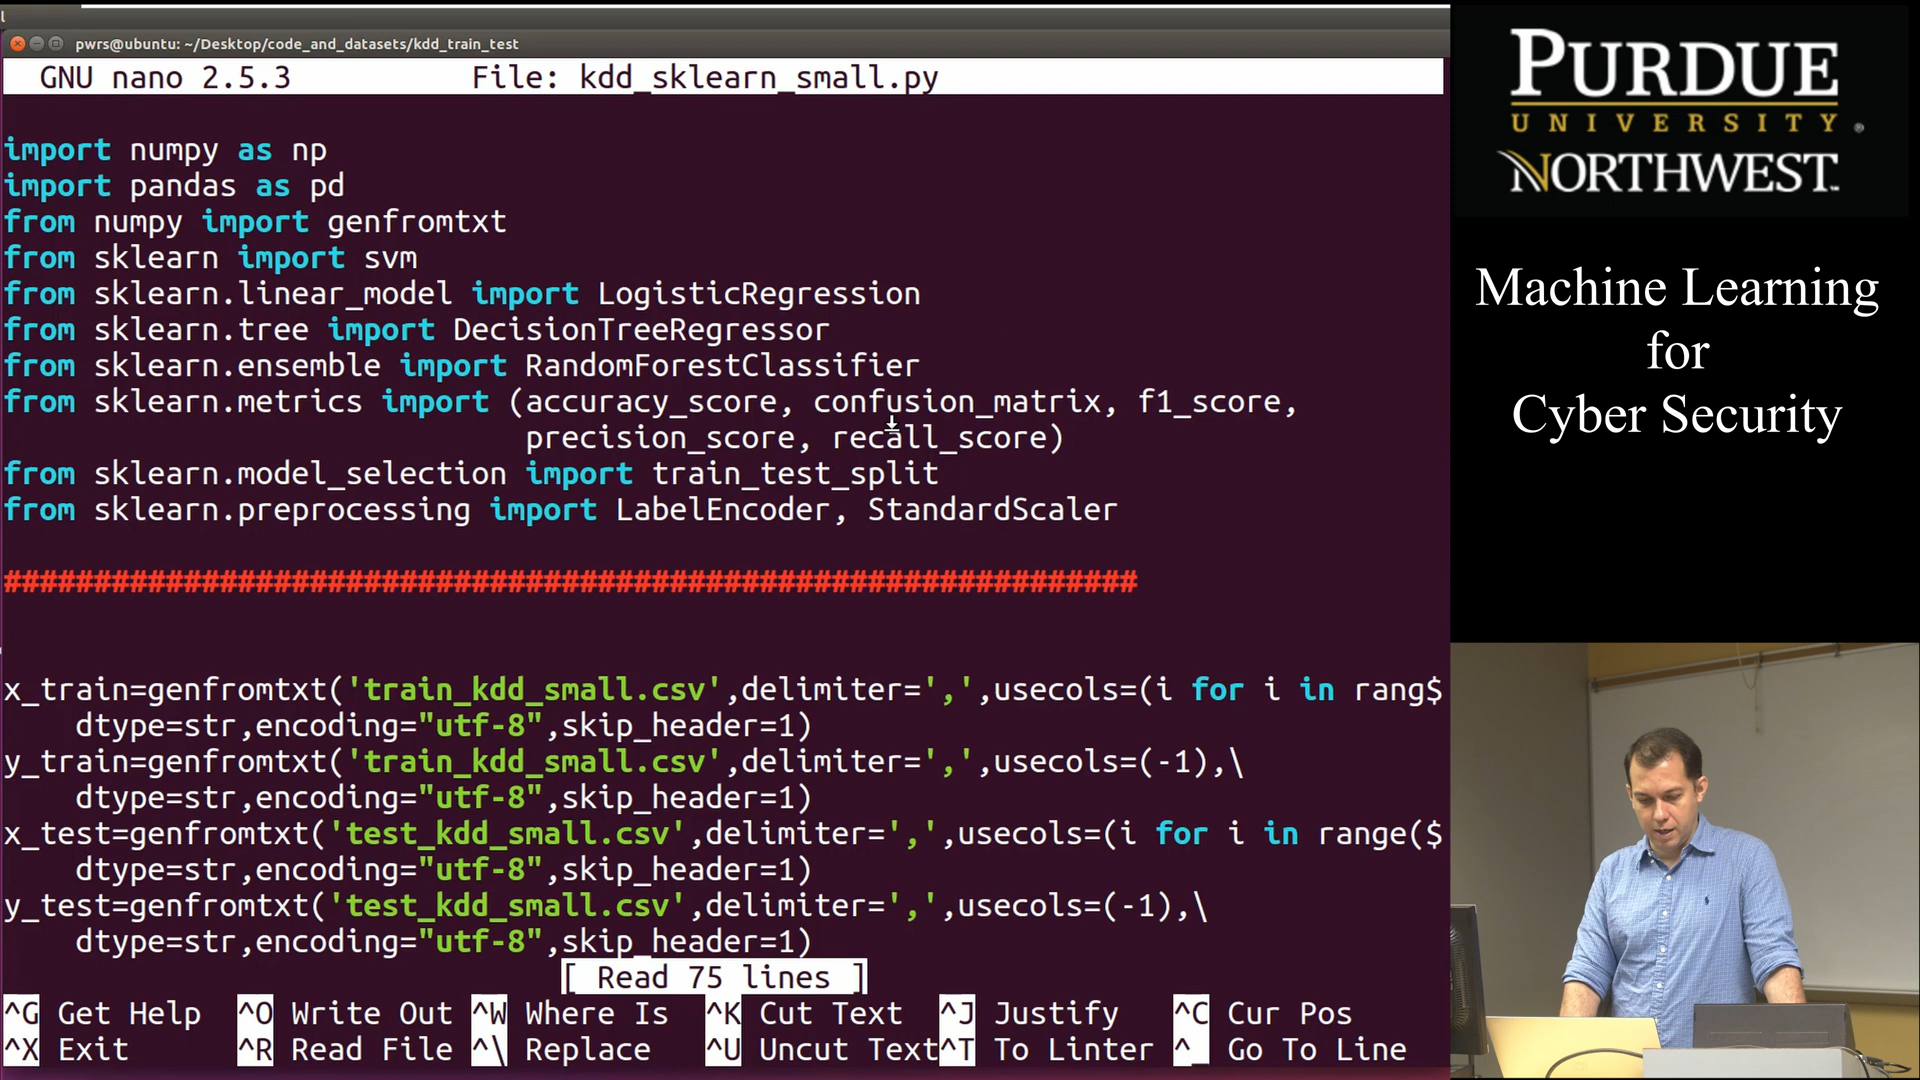 pwrs@ubuntu: ~/Desktop/code_and_datasets/kdd_train_test
GNU nano 2.5.3 File: kdd_sklearn_small.py
import numpy as np
import pandas as pd
from numpy import genfromtxt
from sklearn import svm
from sklearn.linear_model import LogisticRegression
from sklearn.tree import DecisionTreeRegressor
from sklearn.ensemble import RandomForestClassifier
from sklearn.metrics import (accuracy_score, confusion_matrix, f1_score,
precision_score, recall_score)
from sklearn.model_selection import train_test_split
from sklearn.preprocessing import LabelEncoder, StandardScaler
###############################################################
x_train=genfromtxt('train_kdd_small.csv',delimiter=',',usecols=(i for i in rang$
dtype=str,encoding="utf-8",skip_header=1)
y_train=genfromtxt('train_kdd_small.csv',delimiter=',',usecols=(-1),\
dtype=str,encoding="utf-8",skip_header=1)
x_test=genfromtxt('test_kdd_small.csv',delimiter=',',usecols=(i for i in range($
dtype=str,encoding="utf-8",skip_header=1)
y_test=genfromtxt('test_kdd_small.csv',delimiter=',',usecols=(-1),\
dtype=str,encoding="utf-8",skip_header=1)
[ Read 75 lines ]
^G Get Help ^O Write Out ^W Where Is ^K Cut Text ^J Justify ^C Cur Pos
^X Exit ^R Read File ^\ Replace ^U Uncut Text ^T To Linter ^_ Go To Line
PURDUE
UNIVERSITY®
NORTHWEST
Machine Learning
for
Cyber Security